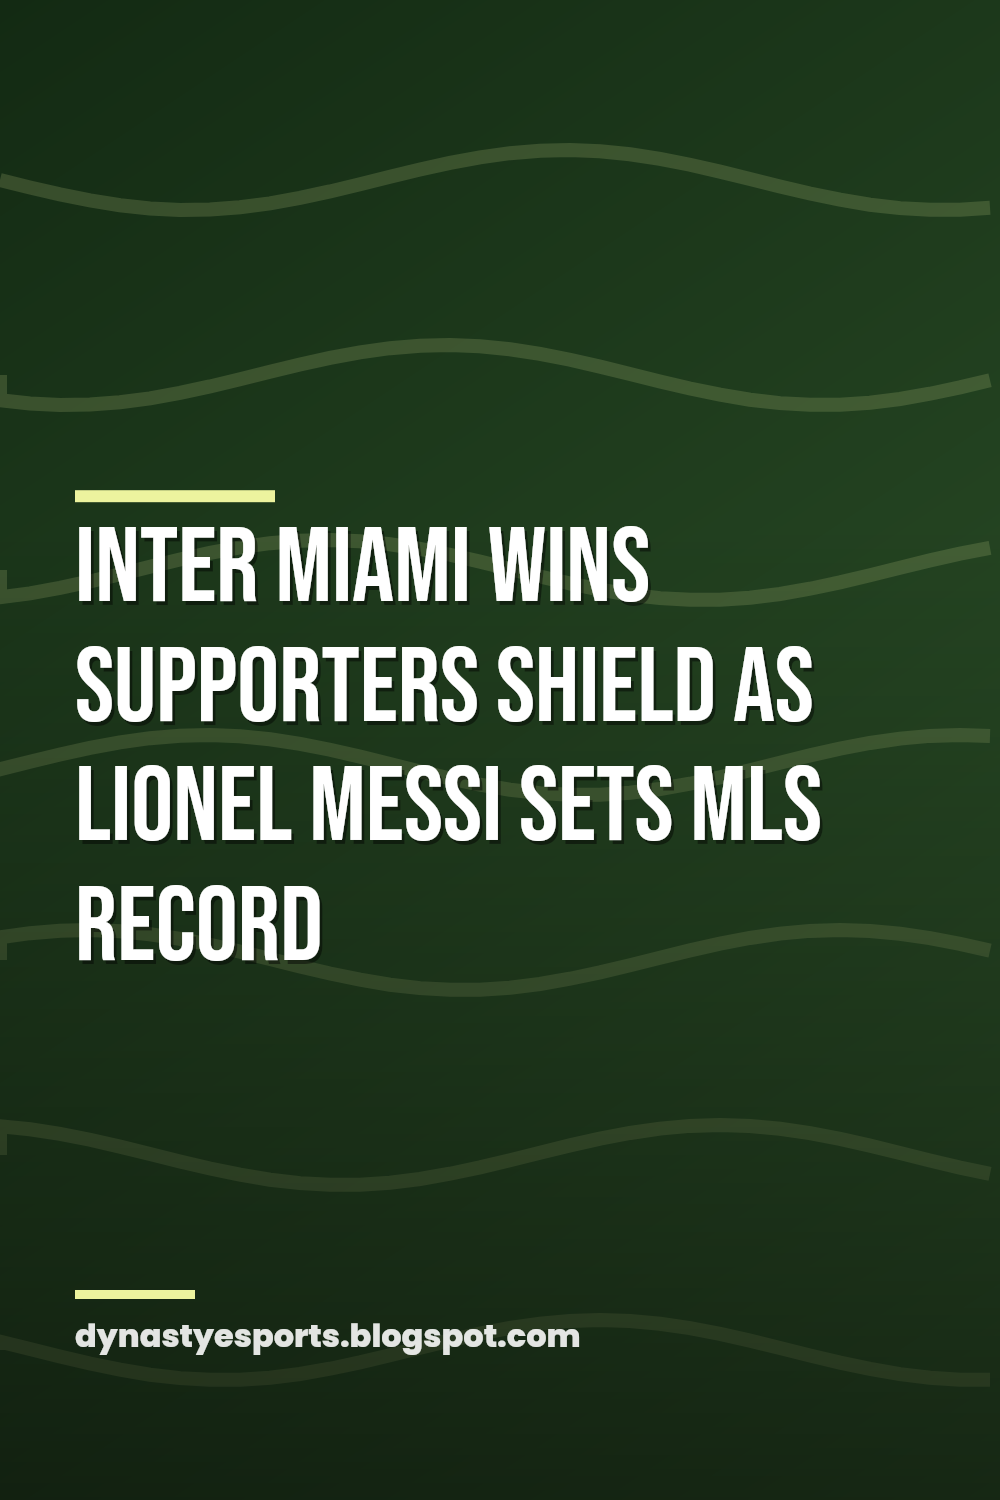 INTER MIAMI WINS
SUPPORTERS SHIELD AS
LIONEL MESSI SETS MLS
RECORD
dynastyesports.blogspot.com